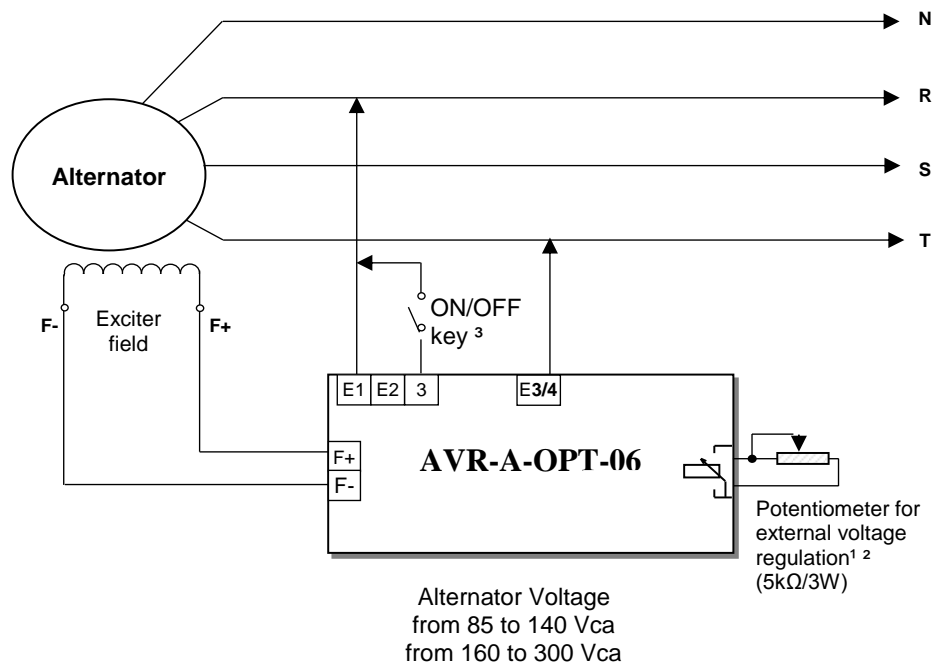 N
R
Alternator
S
T
F-
Exciter
field
F+
ON/OFF
key ³
E1 E2 3 E3/4
F+
F-
AVR-A-OPT-06
Potentiometer for
external voltage
regulation¹ ²
(5kΩ/3W)
Alternator Voltage
from 85 to 140 Vca
from 160 to 300 Vca